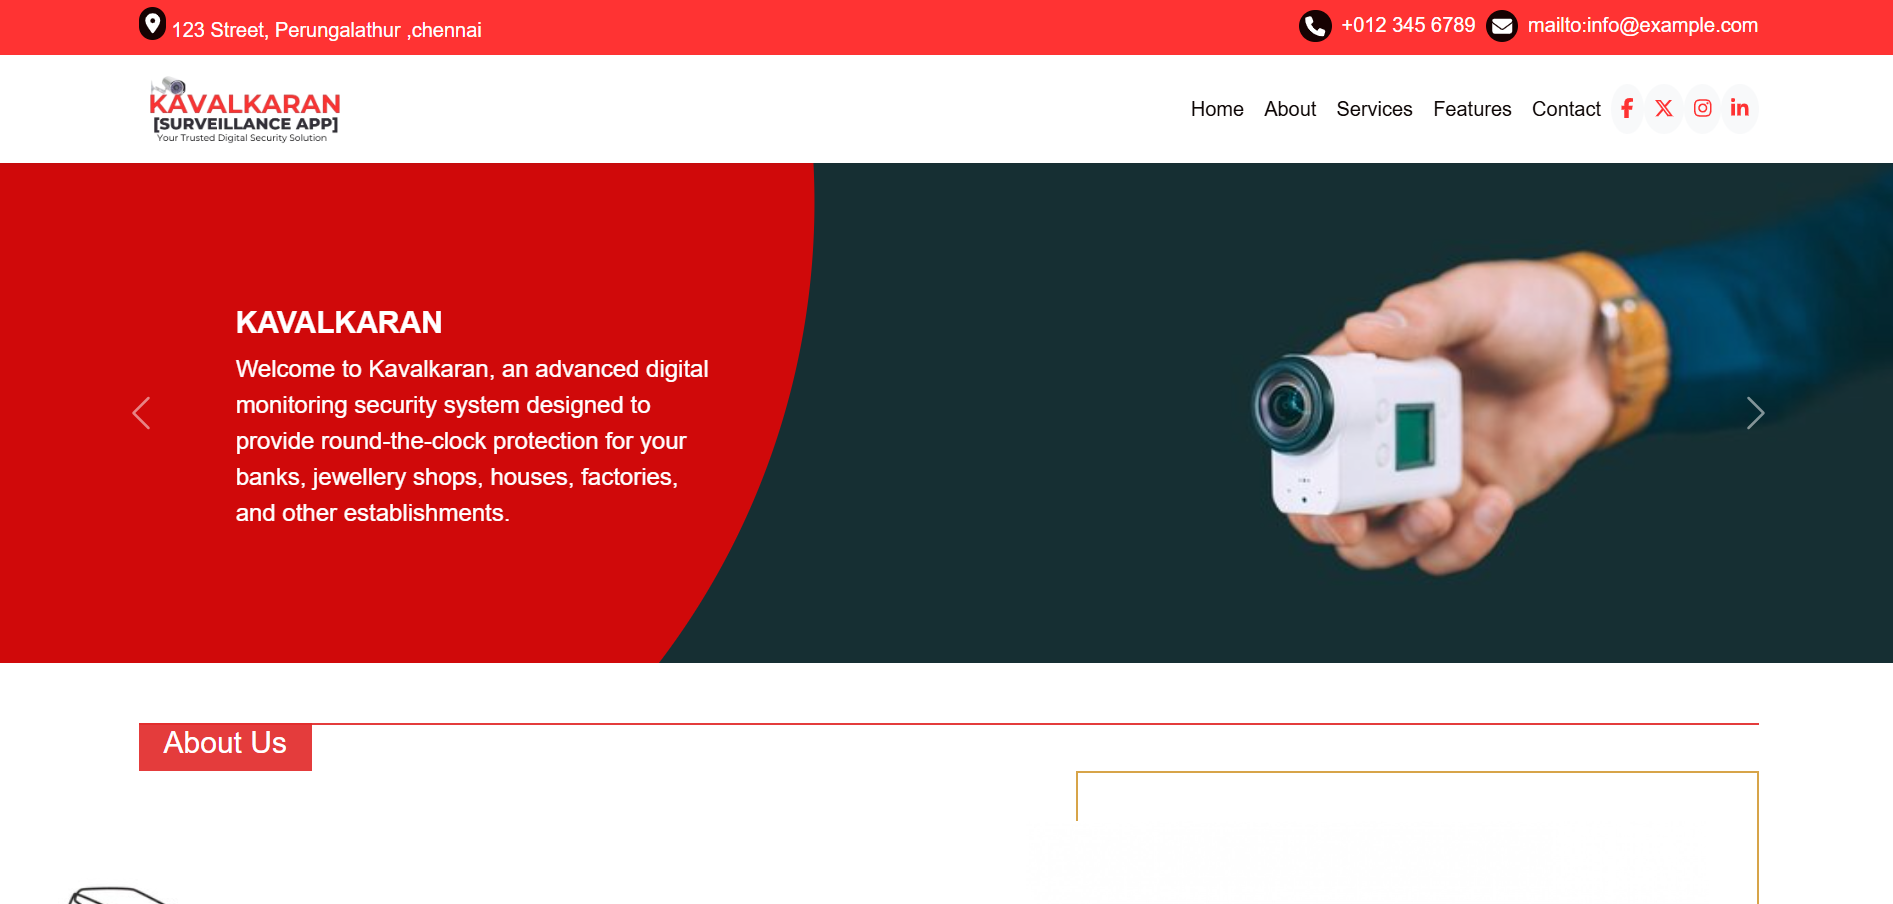 123 Street, Perungalathur ,chennai
+012 345 6789 mailto:info@example.com
KAVALKARAN
[SURVEILLANCE APP]
Your Trusted Digital Security Solution
Home About Services Features Contact
KAVALKARAN
Welcome to Kavalkaran, an advanced digital
monitoring security system designed to
provide round-the-clock protection for your
banks, jewellery shops, houses, factories,
and other establishments.
About Us